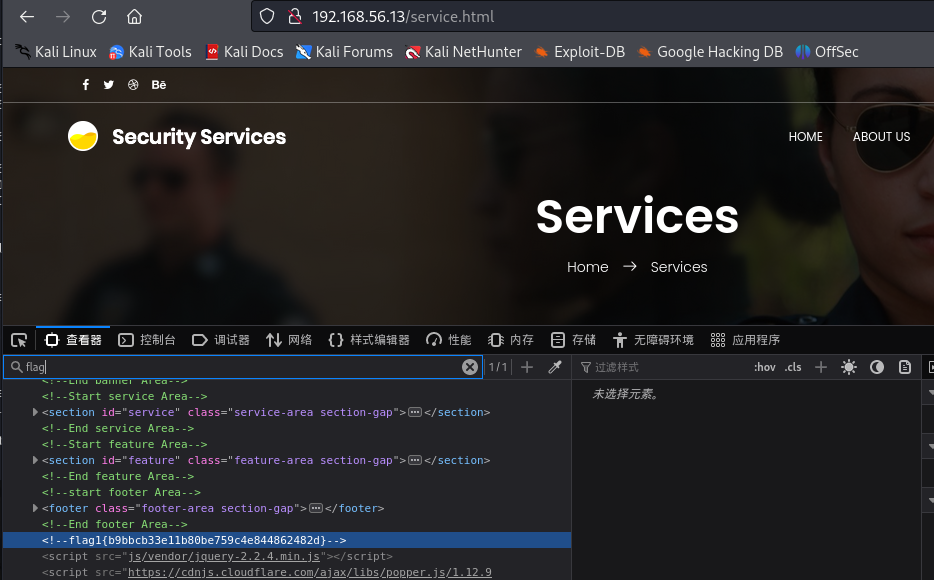 192.168.56.13/service.html
Kali Linux Kali Tools Kali Docs Kali Forums Kali NetHunter Exploit-DB Google Hacking DB OffSec
Bē
Security Services
HOME ABOUT US
Services
Home → Services
查看器 控制台 调试器 网络 样式编辑器 性能 内存 存储 无障碍环境 应用程序
flag 1/1 过滤样式 :hov .cls
<!--End banner Area-->
<!--Start service Area-->
<section id="service" class="service-area section-gap"></section>
<!--End service Area-->
<!--Start feature Area-->
<section id="feature" class="feature-area section-gap"></section>
<!--End feature Area-->
<!--start footer Area-->
<footer class="footer-area section-gap"></footer>
<!--End footer Area-->
<!--flag1{b9bbcb33e11b80be759c4e844862482d}-->
<script src="js/vendor/jquery-2.2.4.min.js"></script>
<script src="https://cdnjs.cloudflare.com/ajax/libs/popper.js/1.12.9
未选择元素。